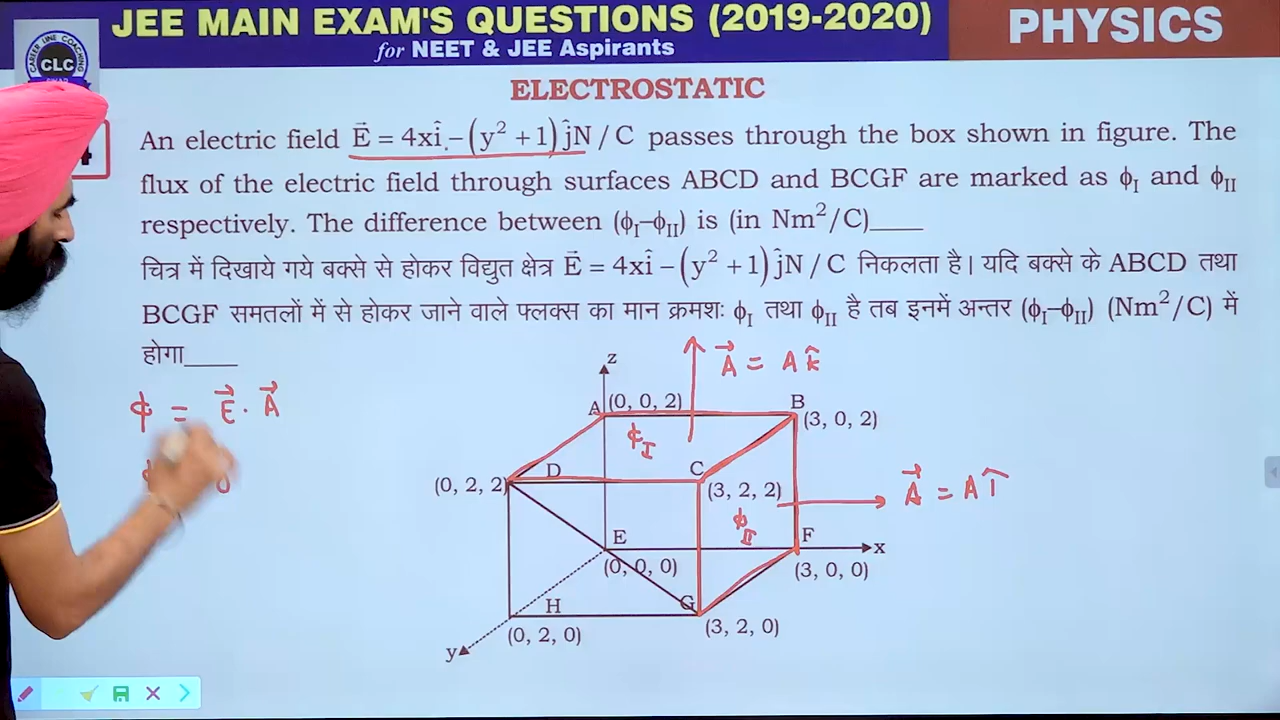 JEE MAIN EXAM'S QUESTIONS (2019-2020)
for NEET & JEE Aspirants
PHYSICS
CAREER LINE COACHING
CLC
ELECTROSTATIC
4
An electric field E⃗ = 4xî - (y² + 1) ĵN / C passes through the box shown in figure. The
flux of the electric field through surfaces ABCD and BCGF are marked as ϕI and ϕII
respectively. The difference between (ϕI–ϕII) is (in Nm²/C)____
चित्र में दिखाये गये बक्से से होकर विद्युत क्षेत्र E⃗ = 4xî - (y² + 1) ĵN / C निकलता है। यदि बक्से के ABCD तथा
BCGF समतलों में से होकर जाने वाले फ्लक्स का मान क्रमशः ϕI तथा ϕII है तब इनमें अन्तर (ϕI–ϕII) (Nm²/C) में
होगा____
ϕ = E⃗ · A⃗
z
A⃗ = A k̂
A (0, 0, 2)
B
(3, 0, 2)
ϕI
D
C
(0, 2, 2)
(3, 2, 2)
A⃗ = A î
ϕII
E
F
x
(0, 0, 0)
(3, 0, 0)
H
G
(0, 2, 0)
(3, 2, 0)
y